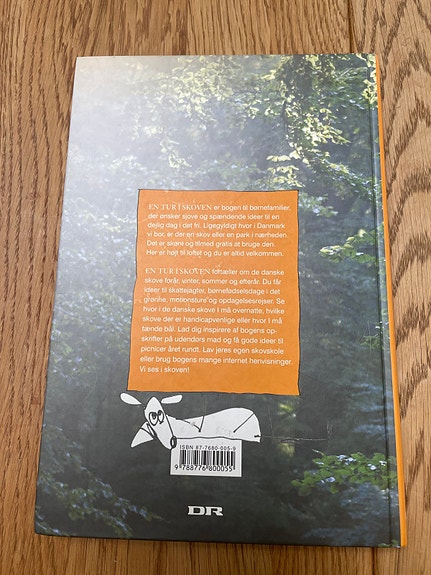 EN TUR I SKOVEN er bogen til børnefamilier,
der ønsker sjove og spændende ideer til en
dejlig dag i det fri. Ligegyldigt hvor i Danmark
vi bor, er der en skov eller en park i nærheden.
Det er skønt og tilmed gratis at bruge den.
Her er højt til loftet og du er altid velkommen.
EN TUR I SKOVEN fortæller om de danske
skove forår, vinter, sommer og efterår. Du får
ideer til skattejagter, børnefødselsdage i det
grønne, motionsture og opdagelsesrejser. Se
hvor i de danske skove I må overnatte, hvilke
skove der er handicapvenlige eller hvor I må
tænde bål. Lad dig inspirere af bogens op-
skrifter på udendørs mad og få gode ideer til
picnicer året rundt. Lav jeres egen skovskole
eller brug bogens mange internet henvisninger.
Vi ses i skoven!
ISBN 87-7680-005-9
9 788776 800055
DR